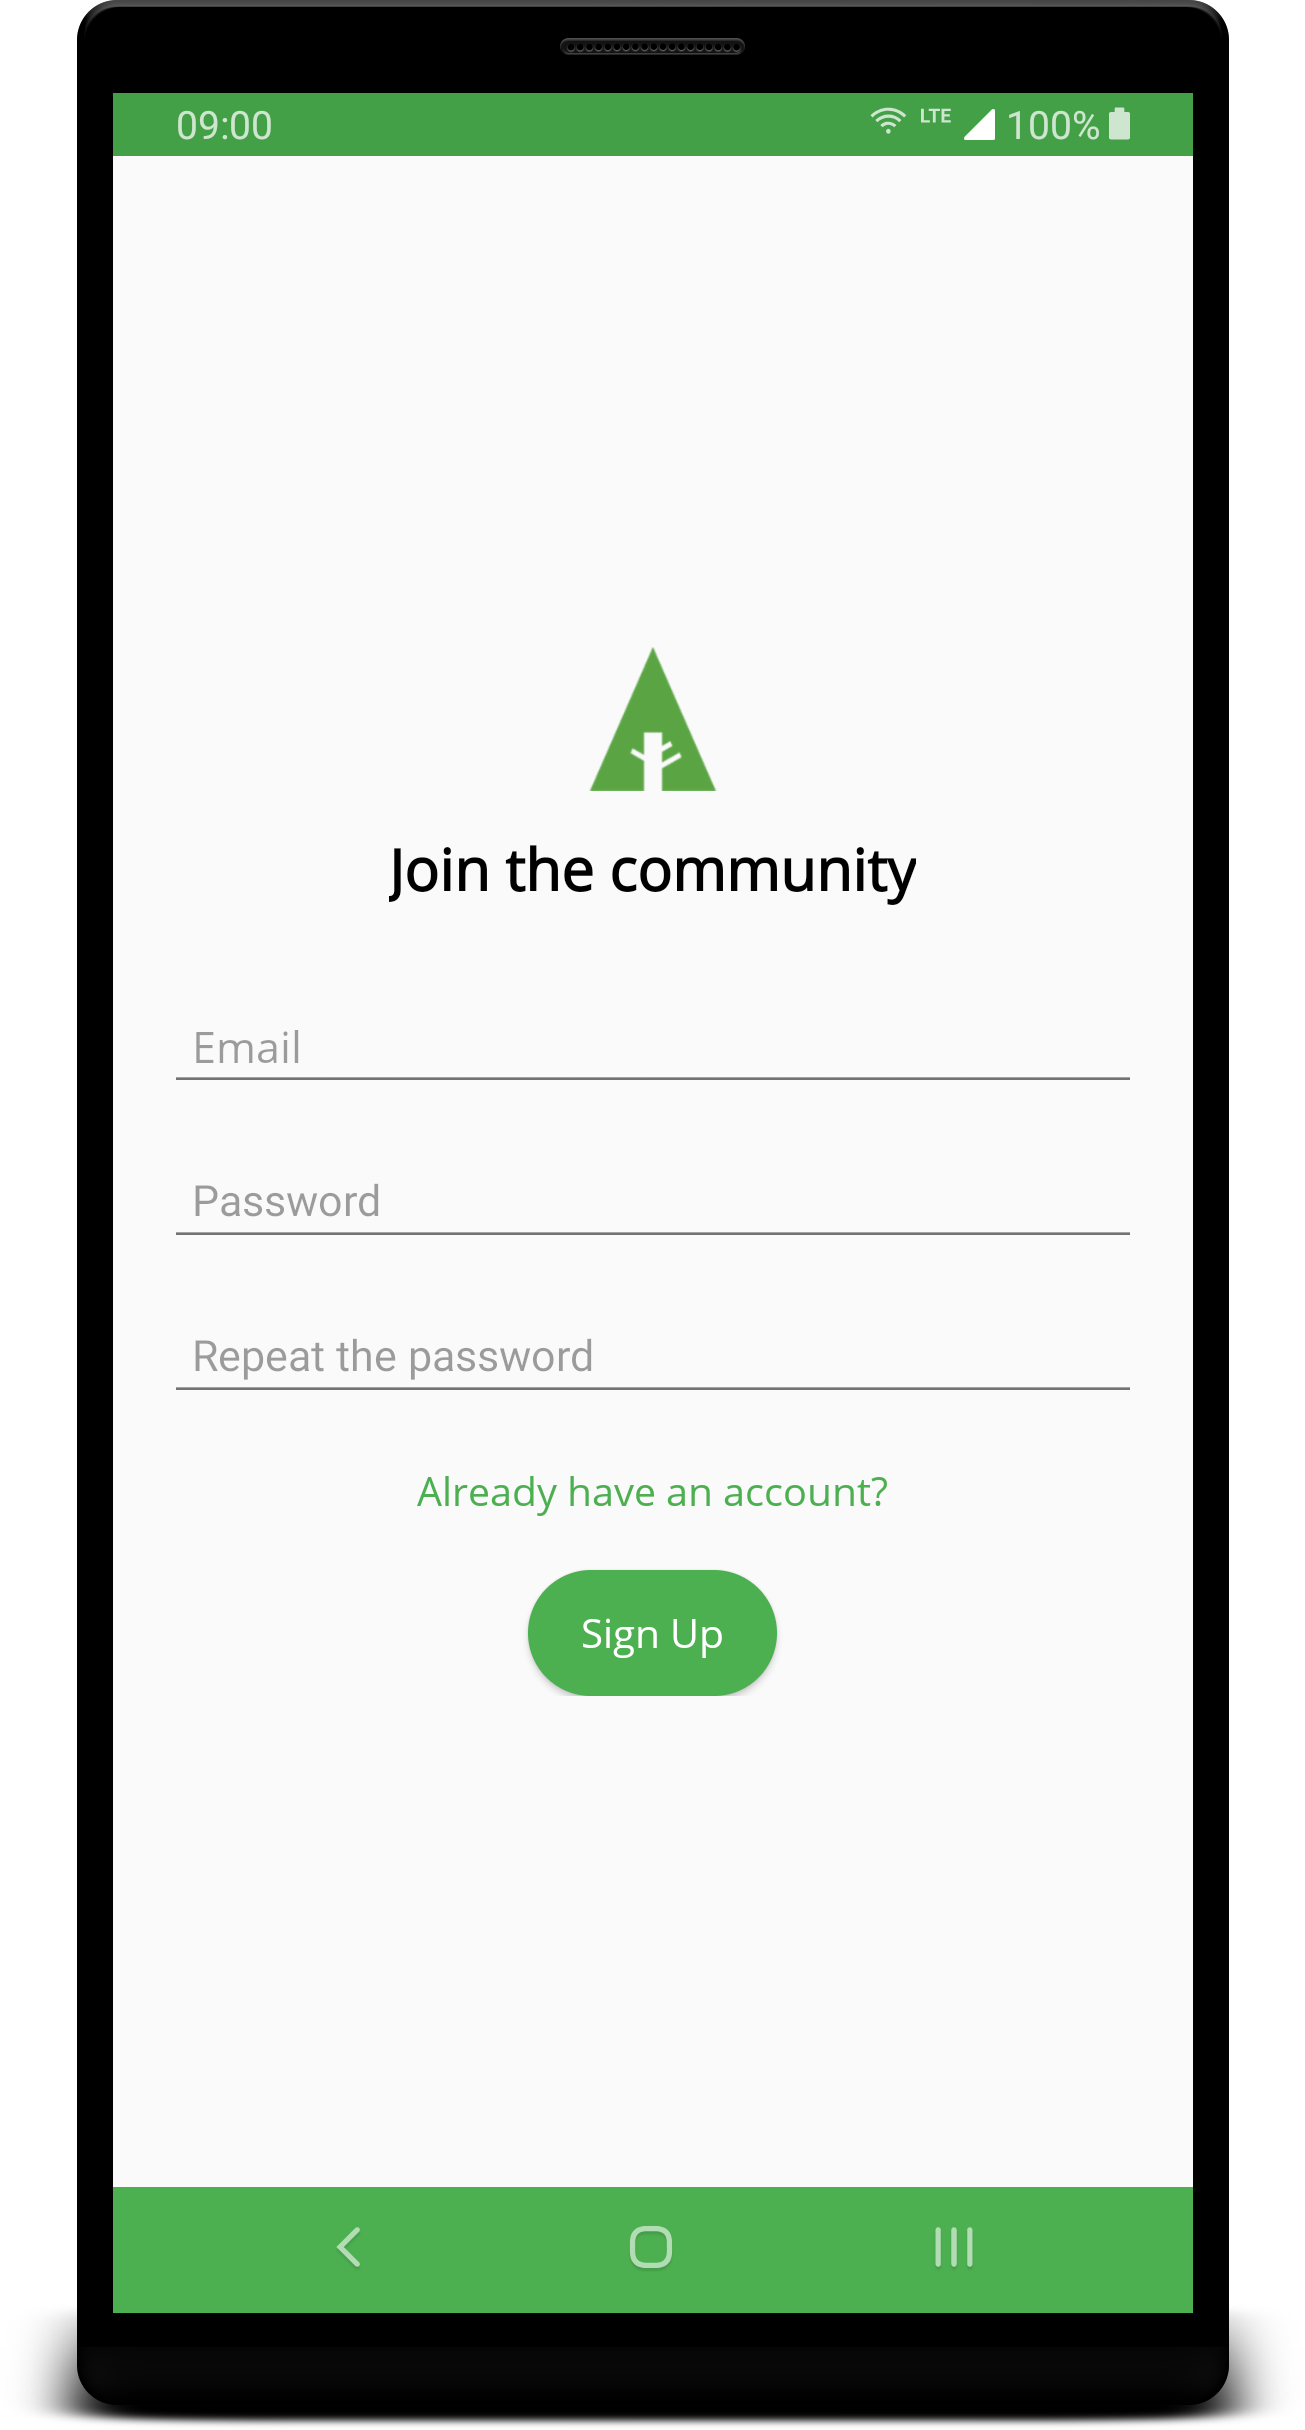 09:00 LTE 100%
Join the community
Email
Password
Repeat the password
Already have an account?
Sign Up